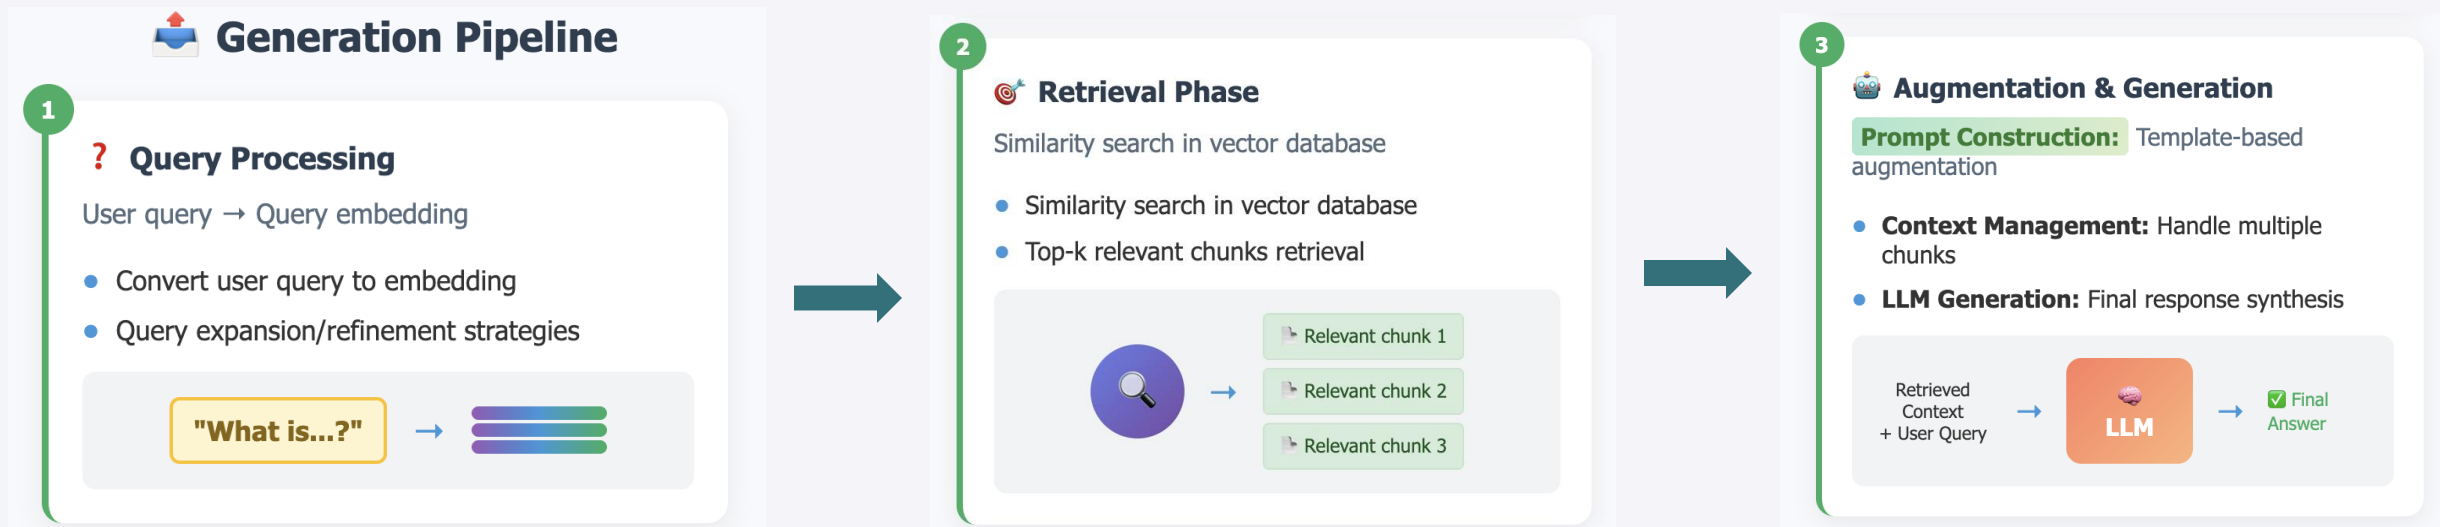 Generation Pipeline
1
Query Processing
User query → Query embedding
Convert user query to embedding
Query expansion/refinement strategies
"What is...?"
2
Retrieval Phase
Similarity search in vector database
Similarity search in vector database
Top-k relevant chunks retrieval
Relevant chunk 1
Relevant chunk 2
Relevant chunk 3
3
Augmentation & Generation
Prompt Construction: Template-based
augmentation
Context Management: Handle multiple
chunks
LLM Generation: Final response synthesis
Retrieved
Context
+ User Query
LLM
Final
Answer